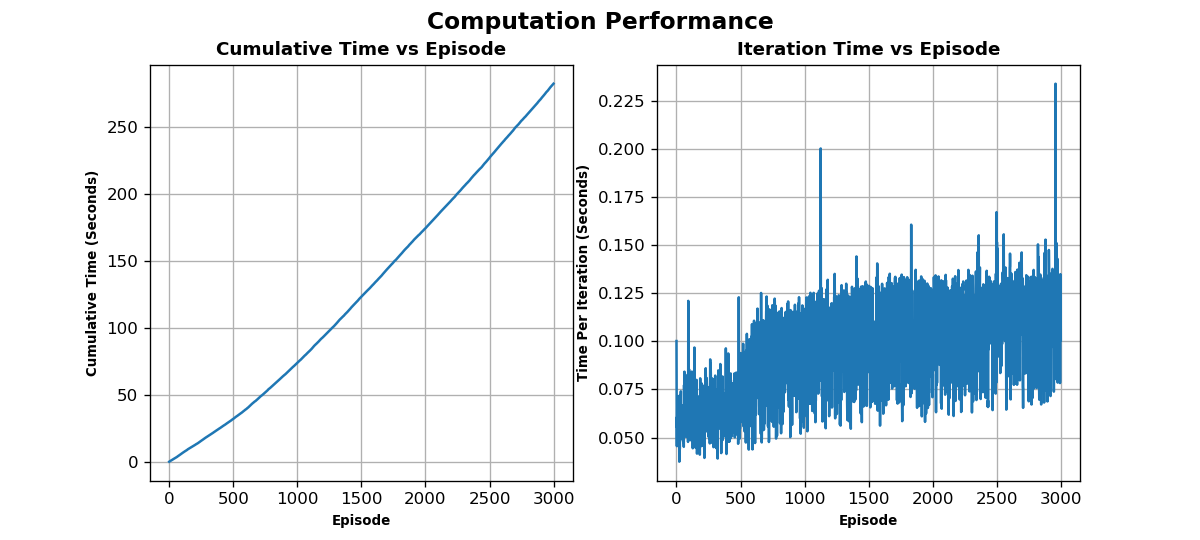 Computation Performance
Cumulative Time vs Episode
Cumulative Time (Seconds)
250
200
150
100
50
0
0 500 1000 1500 2000 2500 3000
Episode
Iteration Time vs Episode
Time Per Iteration (Seconds)
0.225
0.200
0.175
0.150
0.125
0.100
0.075
0.050
0 500 1000 1500 2000 2500 3000
Episode